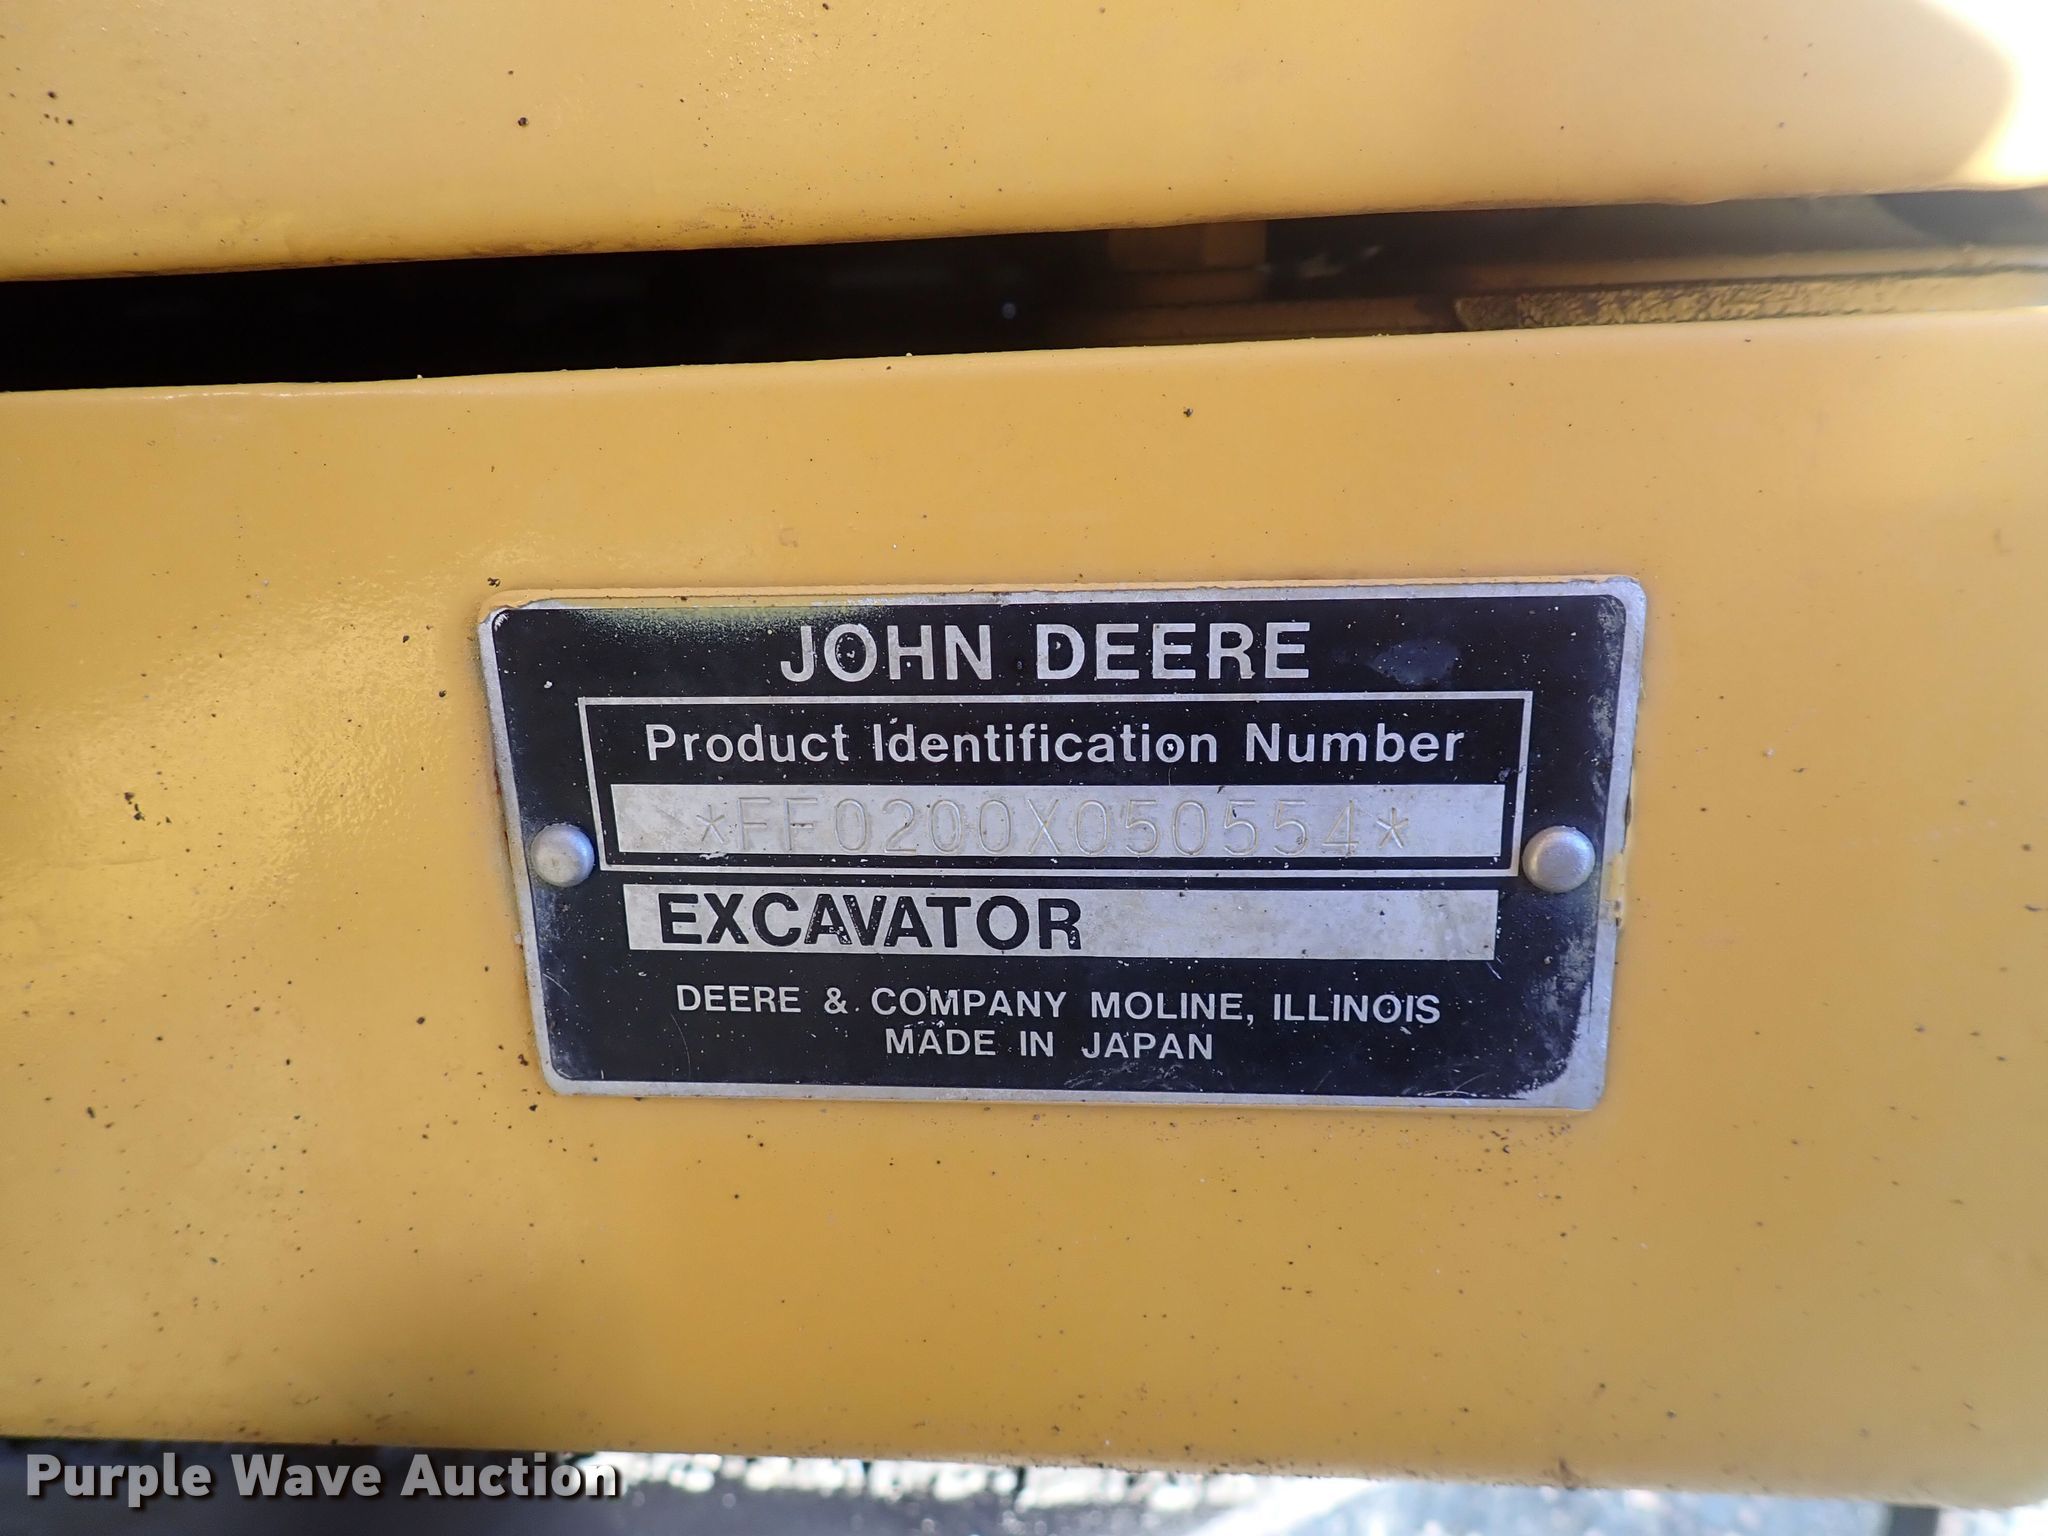 JOHN DEERE
Product Identification Number
*FF0200X050554*
EXCAVATOR
DEERE & COMPANY MOLINE, ILLINOIS
MADE IN JAPAN
Purple Wave Auction